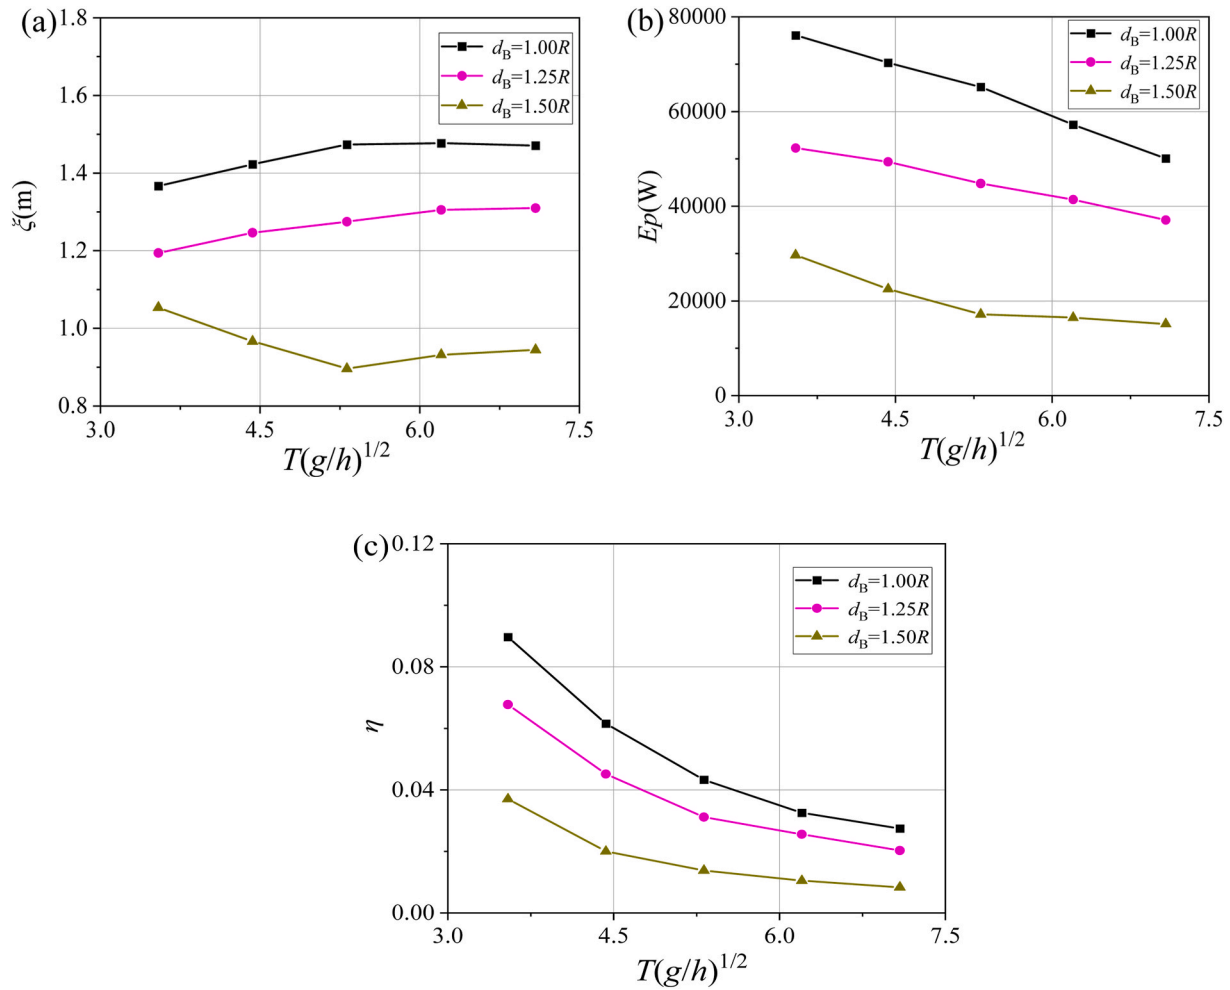 (a)
1.8
1.6
1.4
1.2
1.0
0.8
ξ(m)
3.0 4.5 6.0 7.5
T(g/h)^{1/2}
d_B=1.00R
d_B=1.25R
d_B=1.50R
(b)
80000
60000
40000
20000
0
Ep(W)
3.0 4.5 6.0 7.5
T(g/h)^{1/2}
d_B=1.00R
d_B=1.25R
d_B=1.50R
(c)
0.12
0.08
0.04
0.00
η
3.0 4.5 6.0 7.5
T(g/h)^{1/2}
d_B=1.00R
d_B=1.25R
d_B=1.50R